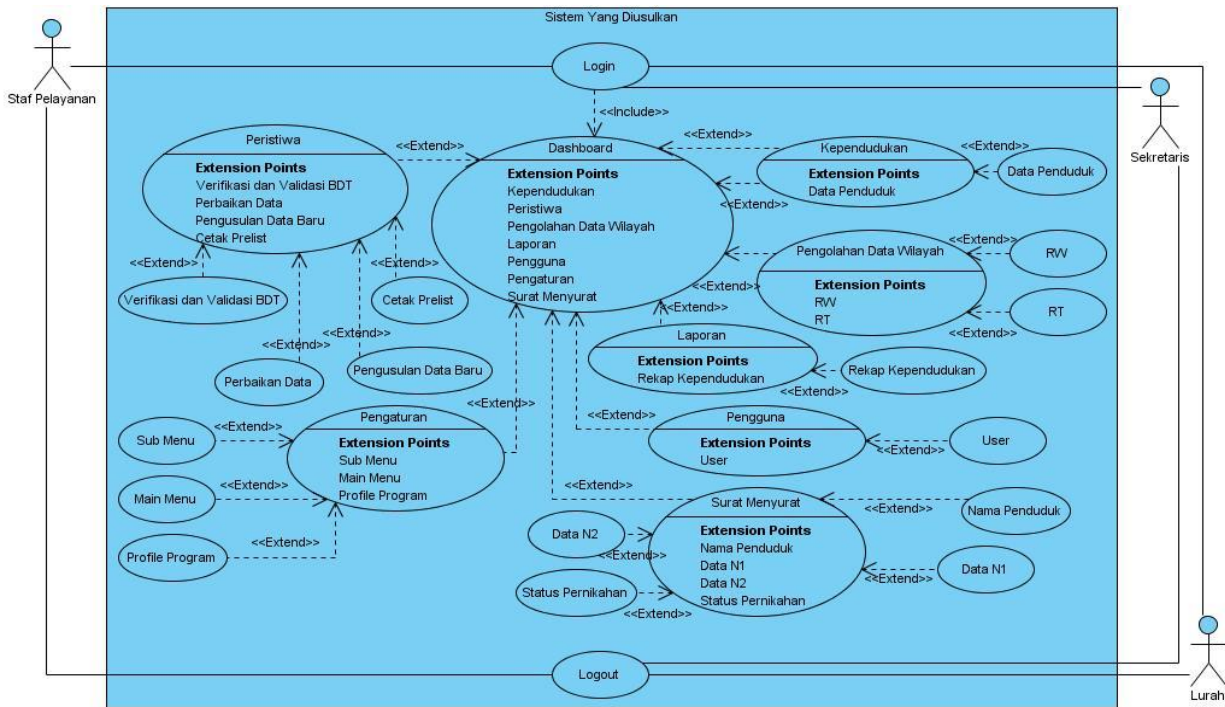 Sistem Yang Diusulkan
Staf Pelayanan
Login
Sekretaris
<<Include>>
Peristiwa
Extension Points
Verifikasi dan Validasi BDT
Perbaikan Data
Pengusulan Data Baru
Cetak Prelist
<<Extend>>
Dashboard
Extension Points
Kependudukan
Peristiwa
Pengolahan Data Wilayah
Laporan
Pengguna
Pengaturan
Surat Menyurat
<<Extend>>
Kependudukan
Extension Points
Data Penduduk
<<Extend>>
Data Penduduk
<<Extend>>
Pengolahan Data Wilayah
Extension Points
RW
RT
<<Extend>>
RW
<<Extend>>
RT
<<Extend>>
<<Extend>>
Verifikasi dan Validasi BDT
<<Extend>>
Cetak Prelist
<<Extend>>
<<Extend>>
Perbaikan Data
Pengusulan Data Baru
<<Extend>>
Laporan
Extension Points
Rekap Kependudukan
Rekap Kependudukan
<<Extend>>
Pengaturan
Extension Points
Sub Menu
Main Menu
Profile Program
<<Extend>>
Sub Menu
<<Extend>>
Main Menu
<<Extend>>
Profile Program
<<Extend>>
<<Extend>>
Pengguna
Extension Points
User
<<Extend>>
User
<<Extend>>
Surat Menyurat
Extension Points
Nama Penduduk
Data N1
Data N2
Status Pernikahan
<<Extend>>
Nama Penduduk
Data N2
<<Extend>>
Data N1
<<Extend>>
Status Pernikahan
<<Extend>>
Logout
Lurah